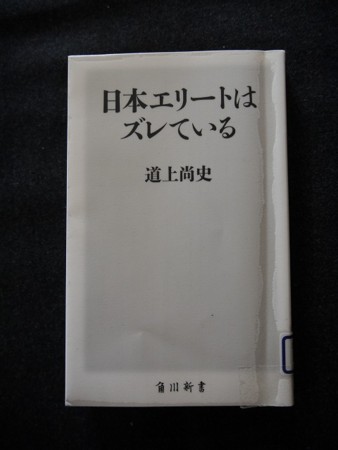 日本エリートは
ズレている
道上尚史
角川新書